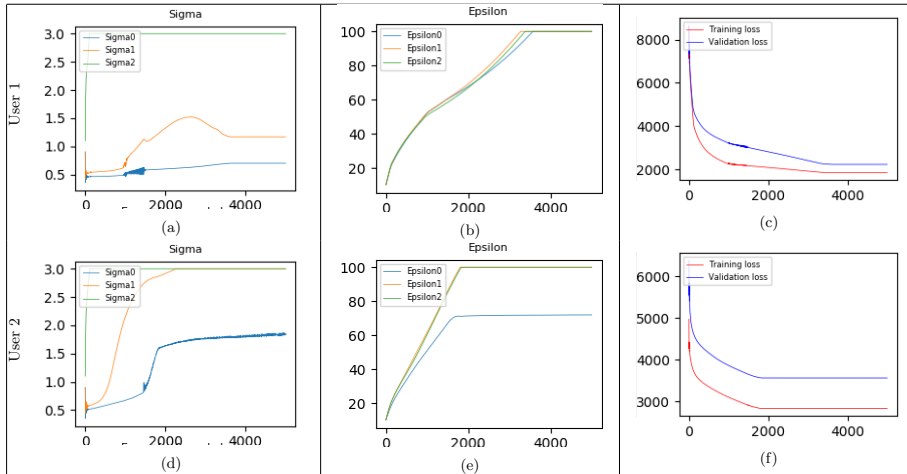 User 1
Sigma
3.0
2.5
2.0
1.5
1.0
0.5
Sigma0
Sigma1
Sigma2
0
2000
4000
(a)
Epsilon
100
80
60
40
20
Epsilon0
Epsilon1
Epsilon2
0
2000
4000
(b)
8000
6000
4000
2000
Training loss
Validation loss
0
2000
4000
(c)
User 2
Sigma
3.0
2.5
2.0
1.5
1.0
0.5
Sigma0
Sigma1
Sigma2
0
2000
4000
(d)
Epsilon
100
80
60
40
20
Epsilon0
Epsilon1
Epsilon2
0
2000
4000
(e)
6000
5000
4000
3000
Training loss
Validation loss
0
2000
4000
(f)